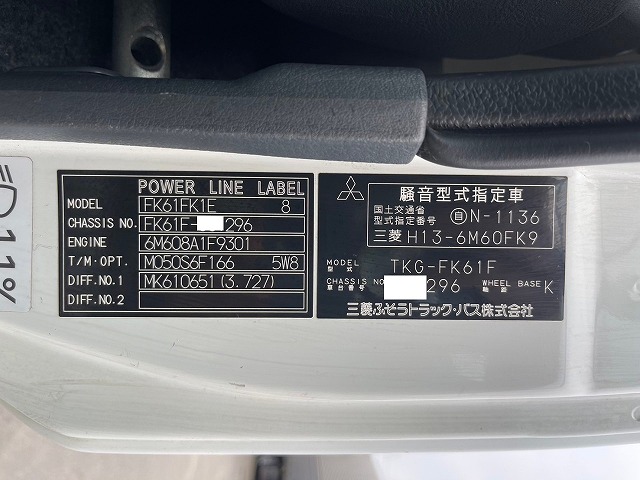 POWER LINE LABEL
MODEL FK61FK1E 8
CHASSIS NO. FK61F- 296
ENGINE 6M608A1F9301
T/M・OPT. M050S6F166 5W8
DIFF.NO.1 MK610651(3.727)
DIFF.NO.2
騒音型式指定車
国土交通省
型式指定番号 自N-1136
三菱 H13-6M60FK9
MODEL
型式 TKG-FK61F
CHASSIS NO
車台番号 296
WHEEL BASE
軸距 K
三菱ふそうトラック・バス株式会社
11%